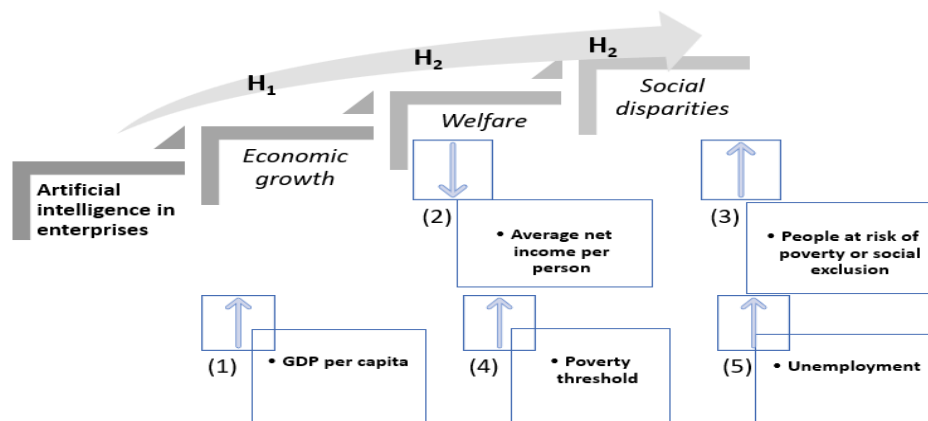 H₁
H₂
H₂
Artificial
intelligence in
enterprises
Economic
growth
Welfare
Social
disparities
(2)
• Average net
income per
person
(3)
• People at risk of
poverty or social
exclusion
(1)
• GDP per capita
(4)
• Poverty
threshold
(5)
• Unemployment